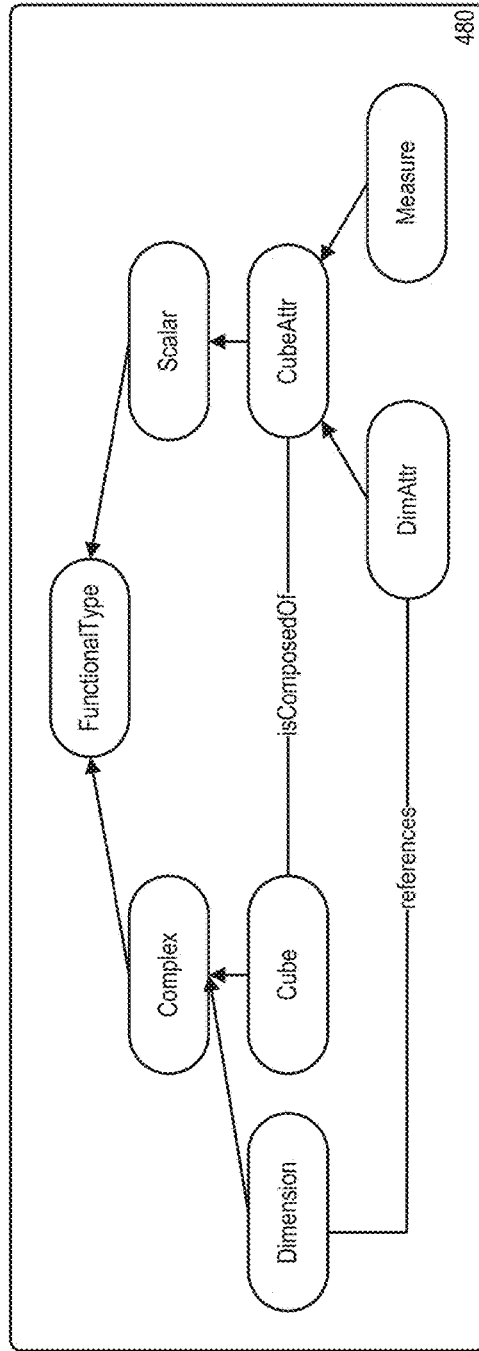 FunctionalType
Complex
Scalar
Dimension
Cube
isComposedOf
CubeAttr
references
DimAttr
Measure
480